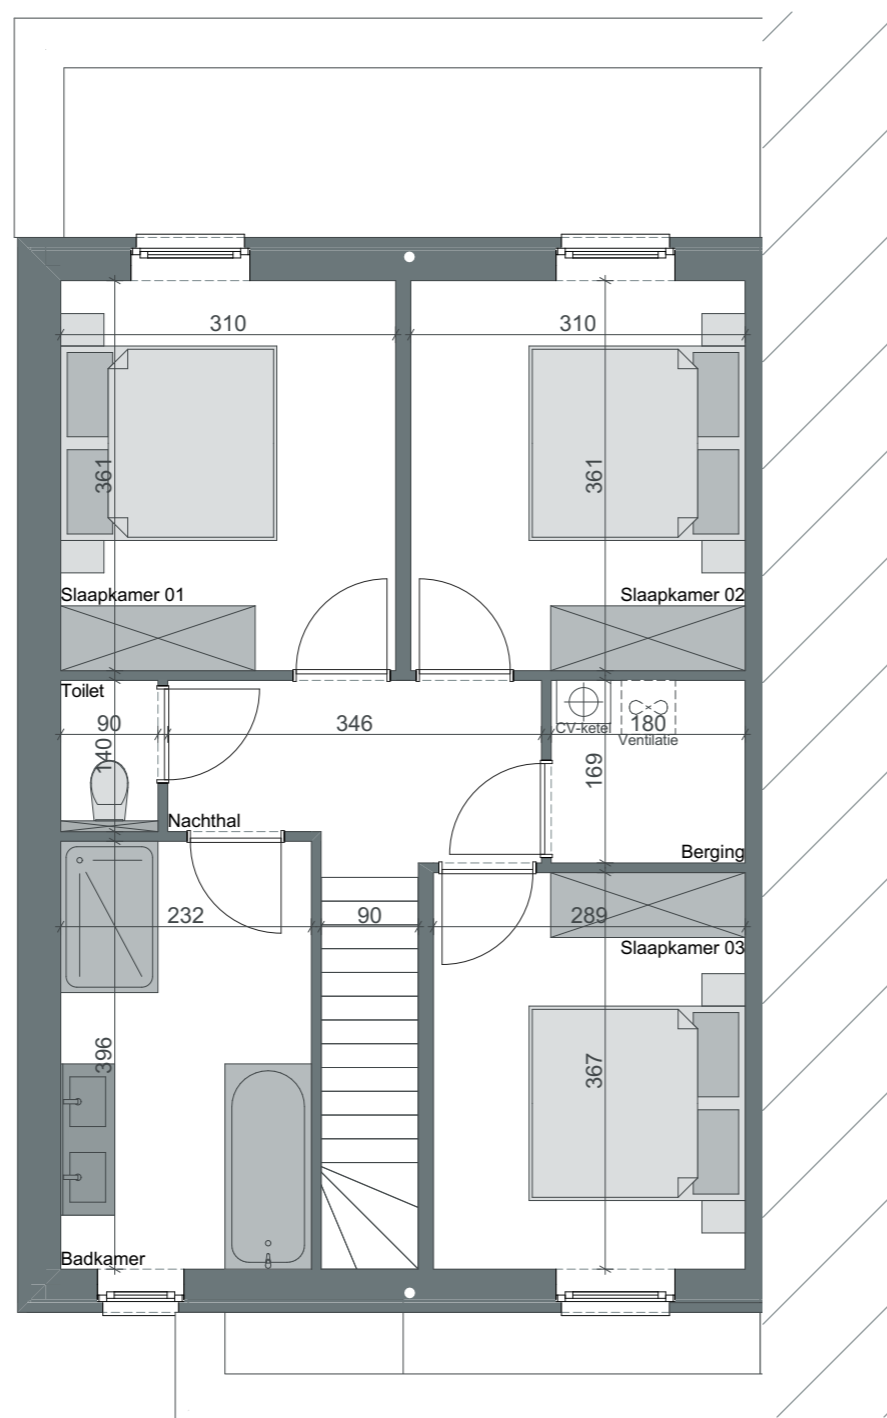 310
310
361
361
Slaapkamer 01
Slaapkamer 02
Toilet
90
346
CV-ketel
180
Ventilatie
140
169
Nachthal
Berging
232
90
289
Slaapkamer 03
396
367
Badkamer